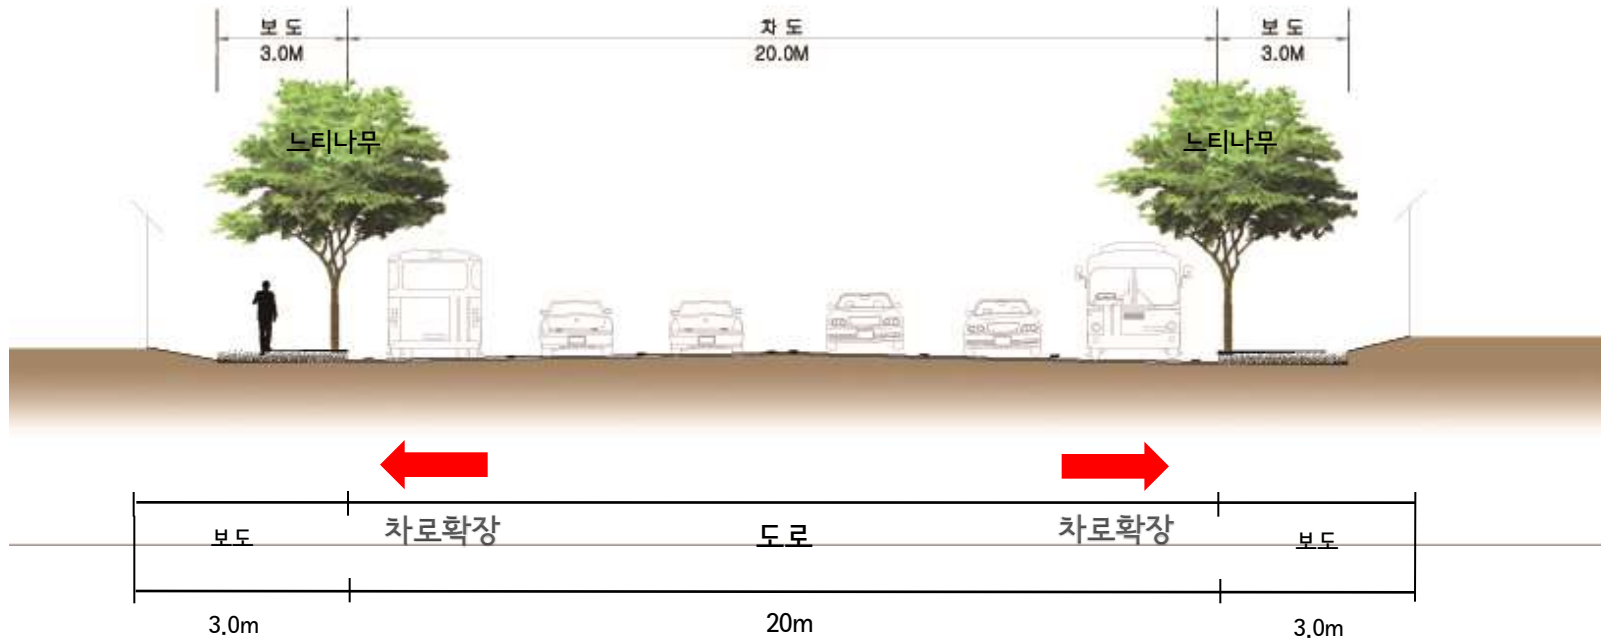 보 도
차 도
보 도
3.0M
20.0M
3.0M
느티나무
느티나무
차로확장
도로
차로확장
보도
보도
3.0m
20m
3.0m